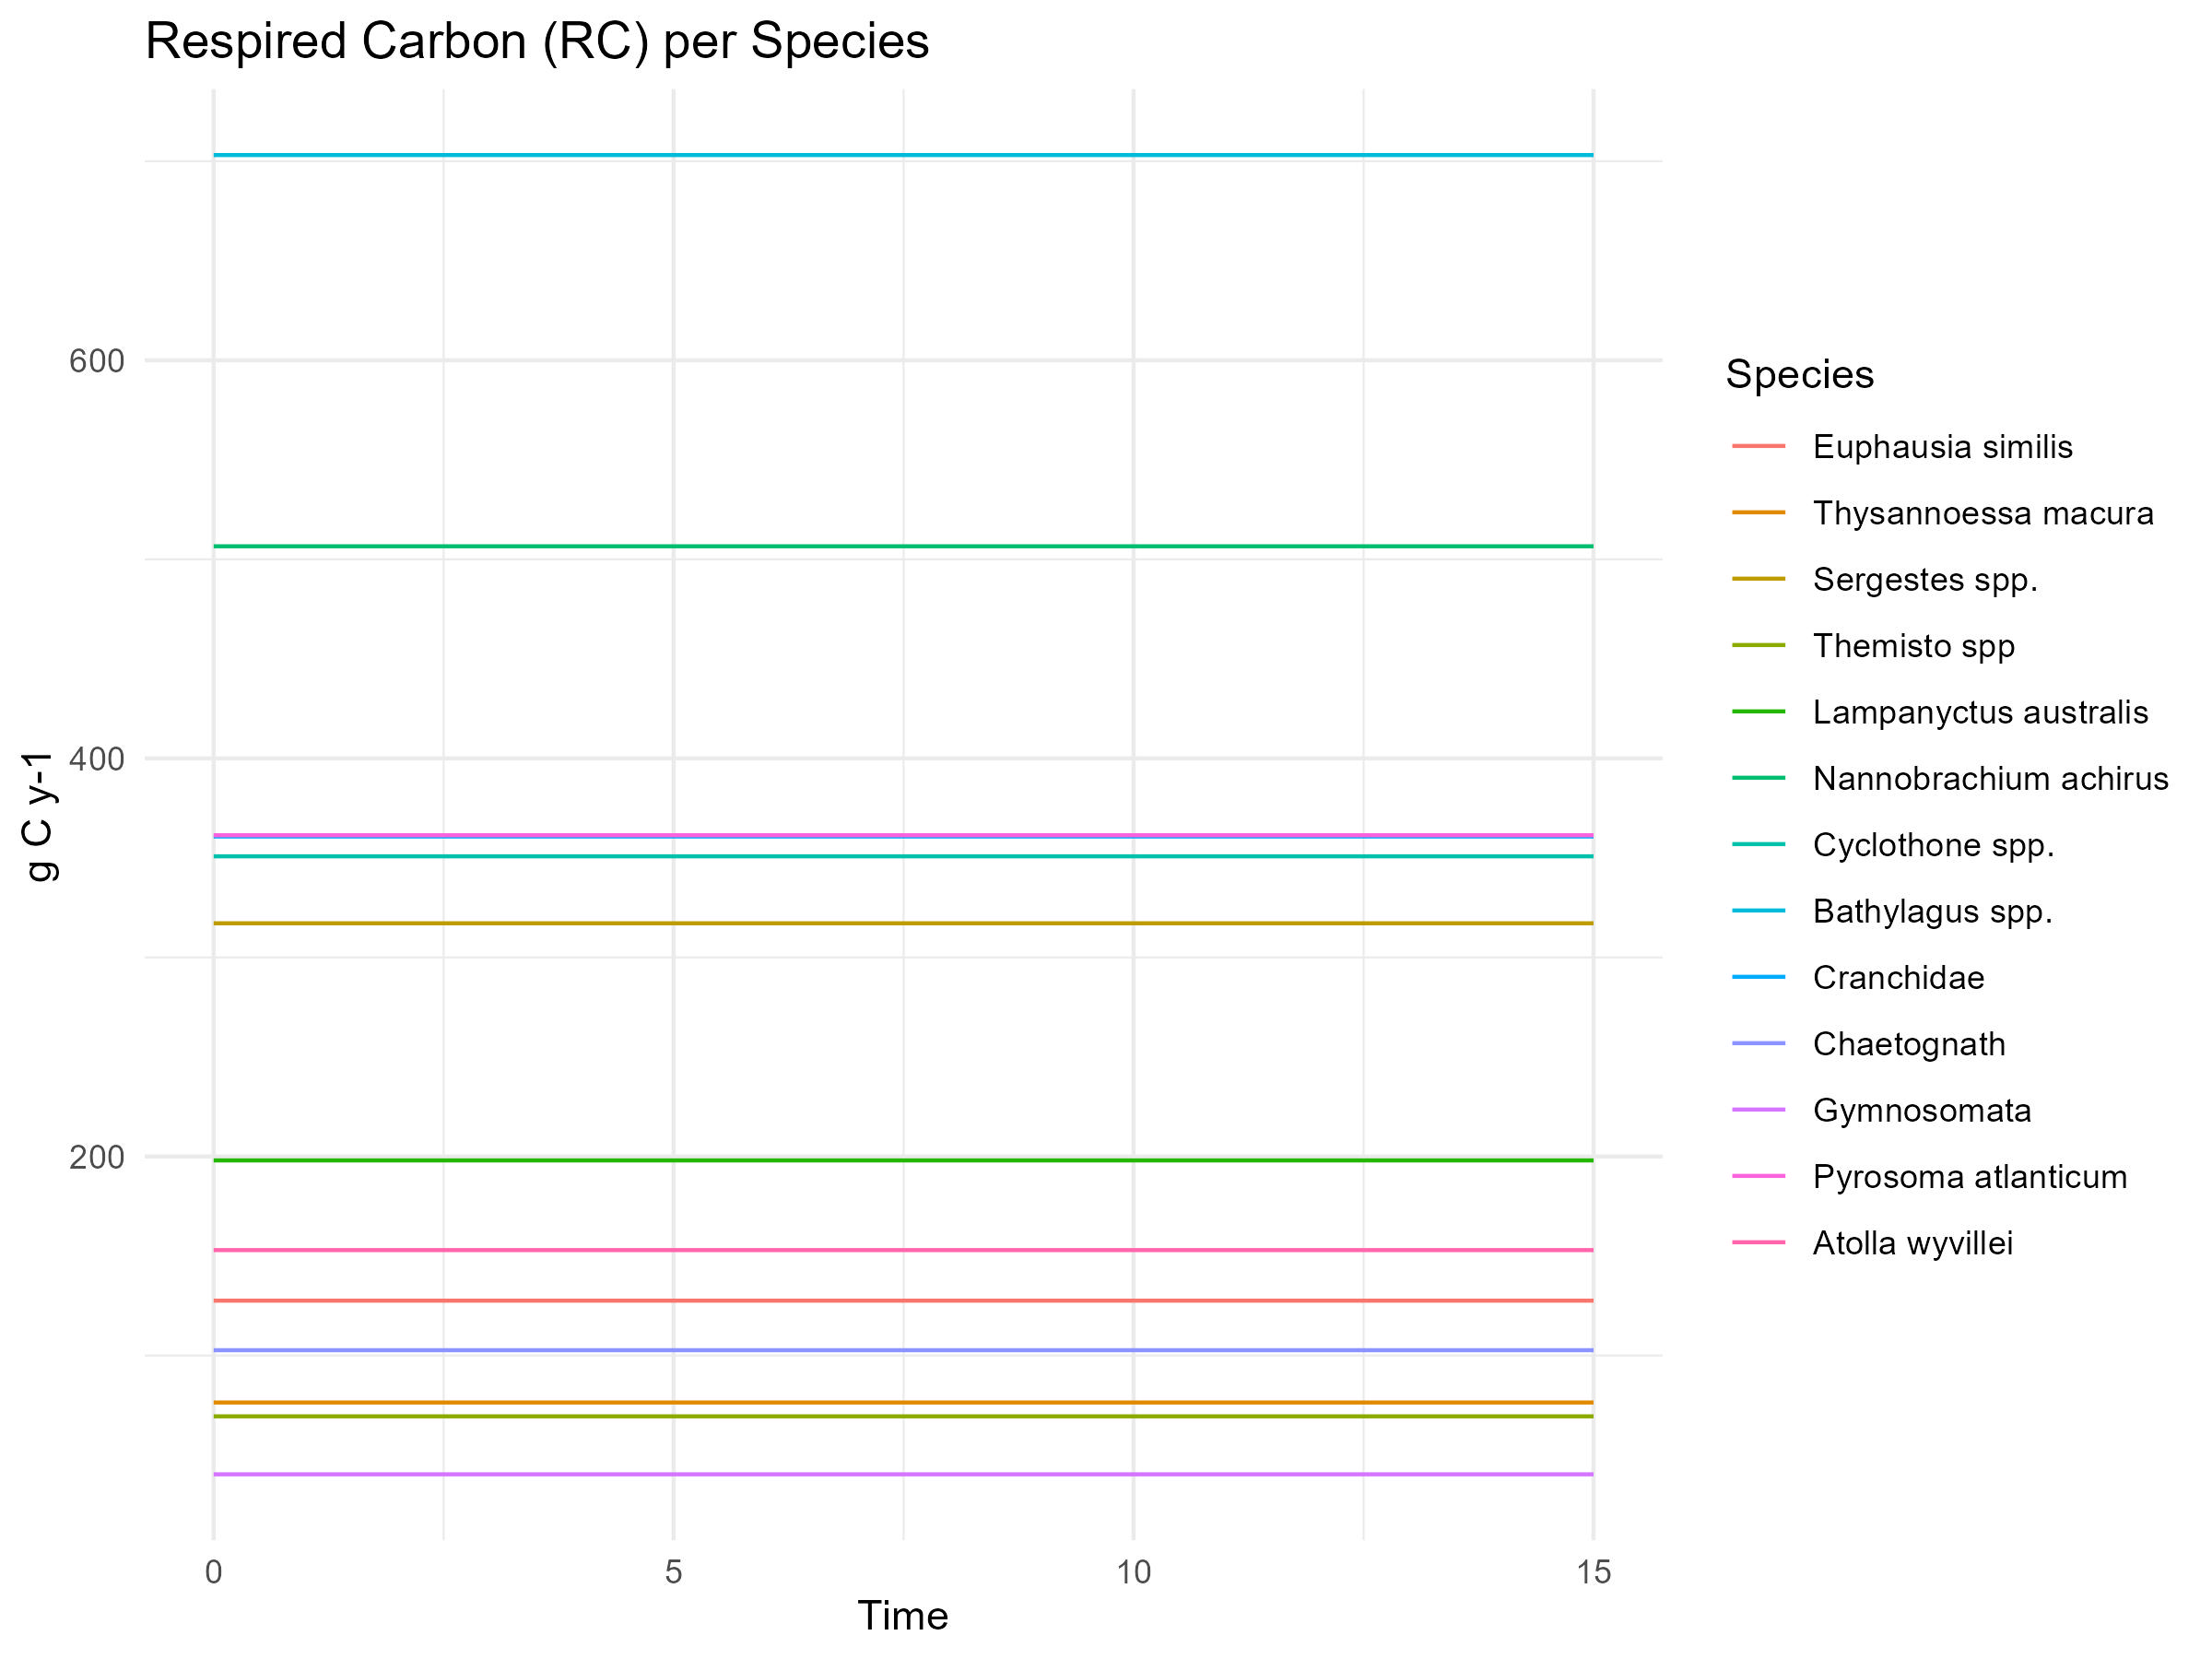 Respired Carbon (RC) per Species
600
400
200
g C y-1
0
5
10
15
Time
Species
Euphausia similis
Thysannoessa macura
Sergestes spp.
Themisto spp
Lampanyctus australis
Nannobrachium achirus
Cyclothone spp.
Bathylagus spp.
Cranchidae
Chaetognath
Gymnosomata
Pyrosoma atlanticum
Atolla wyvillei